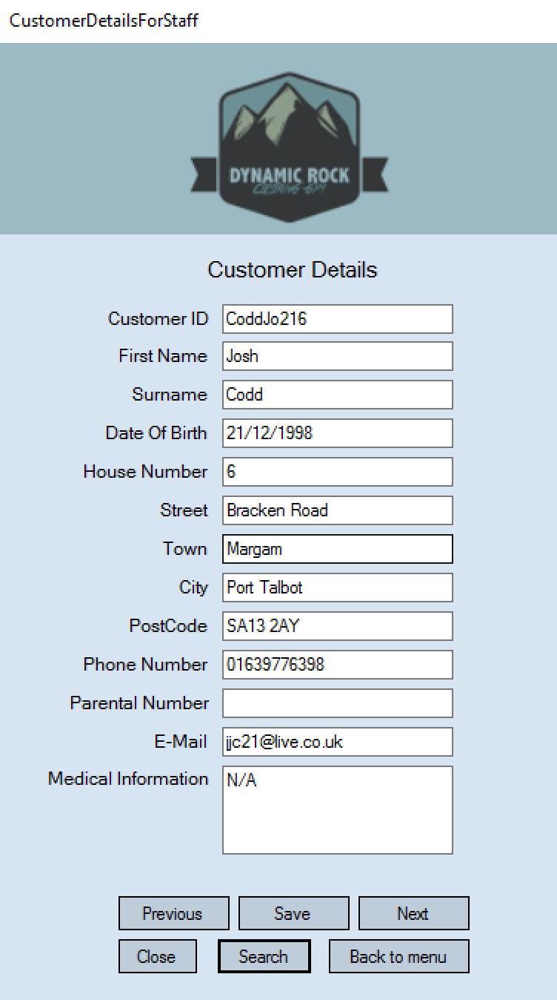 CustomerDetailsForStaff
DYNAMIC ROCK
CLIMBING GYM
Customer Details
Customer ID CoddJo216
First Name Josh
Surname Codd
Date Of Birth 21/12/1998
House Number 6
Street Bracken Road
Town Margam
City Port Talbot
PostCode SA13 2AY
Phone Number 01639776398
Parental Number
E-Mail jjc21@live.co.uk
Medical Information N/A
Previous Save Next
Close Search Back to menu